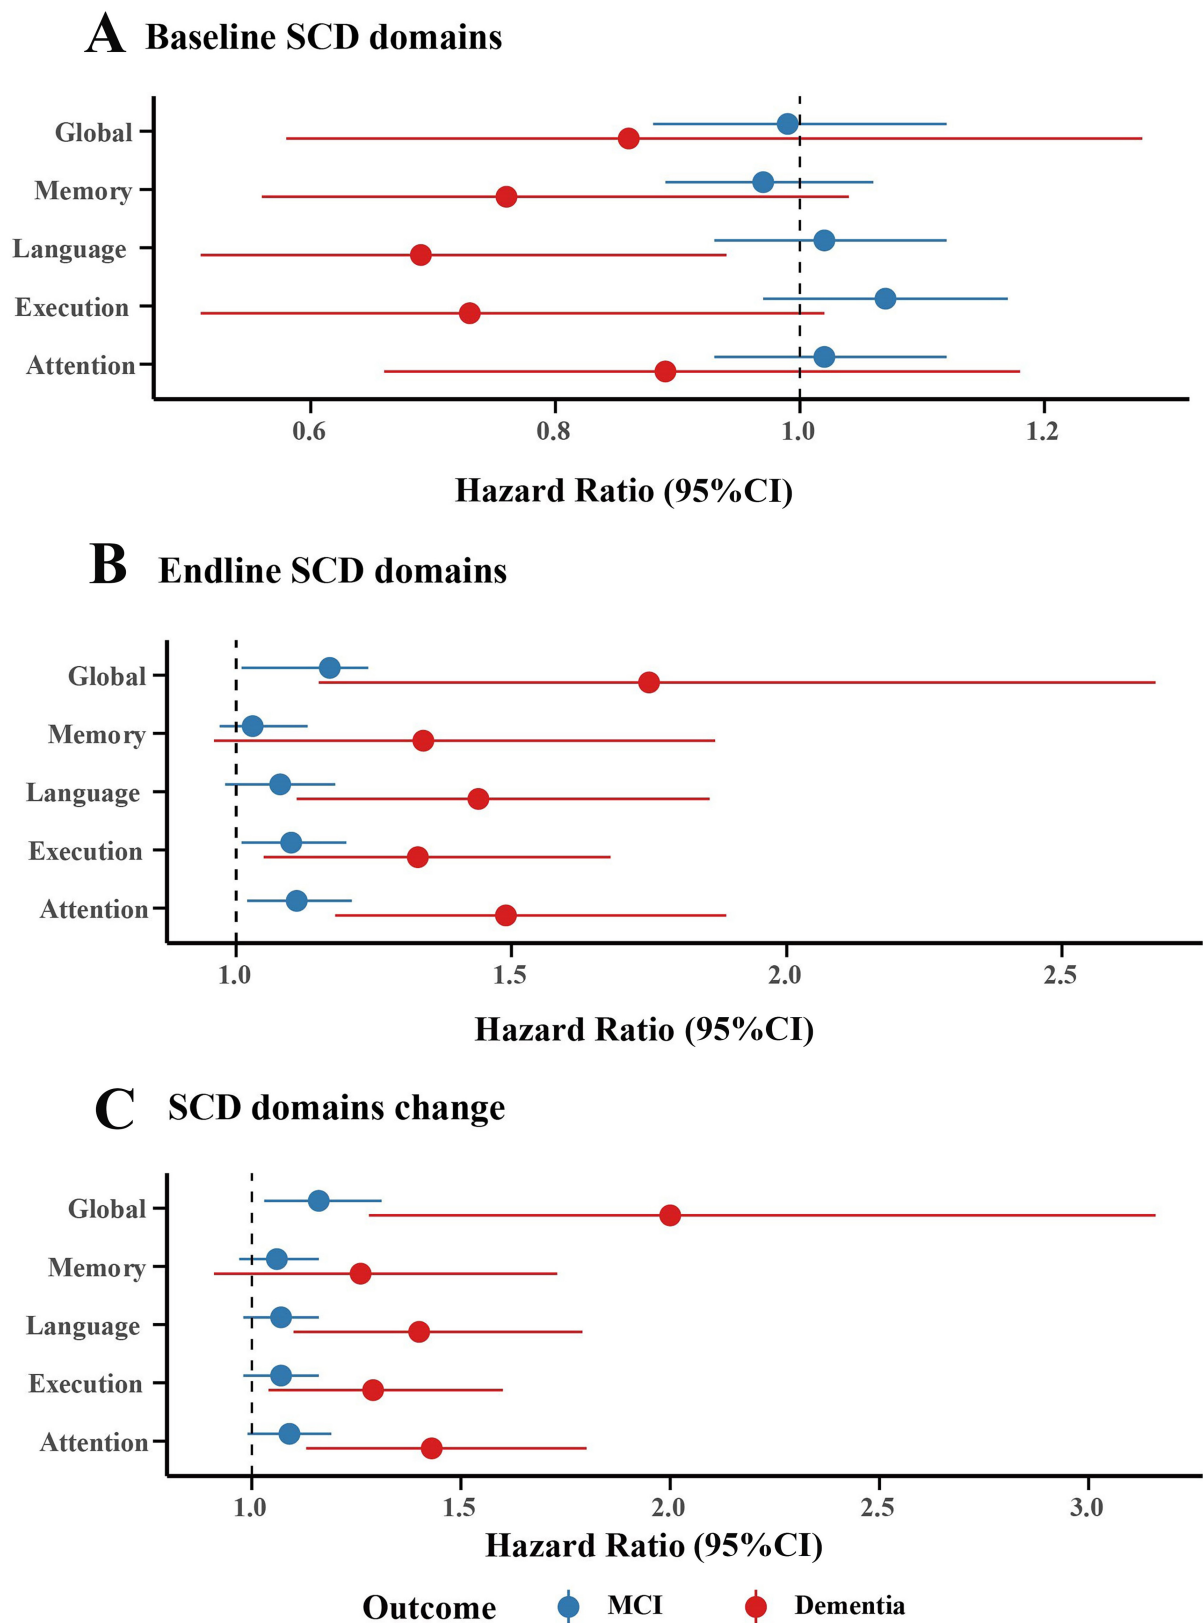 A Baseline SCD domains
Global
Memory
Language
Execution
Attention
0.6 0.8 1.0 1.2
Hazard Ratio (95%CI)
B Endline SCD domains
Global
Memory
Language
Execution
Attention
1.0 1.5 2.0 2.5
Hazard Ratio (95%CI)
C SCD domains change
Global
Memory
Language
Execution
Attention
1.0 1.5 2.0 2.5 3.0
Hazard Ratio (95%CI)
Outcome MCI Dementia